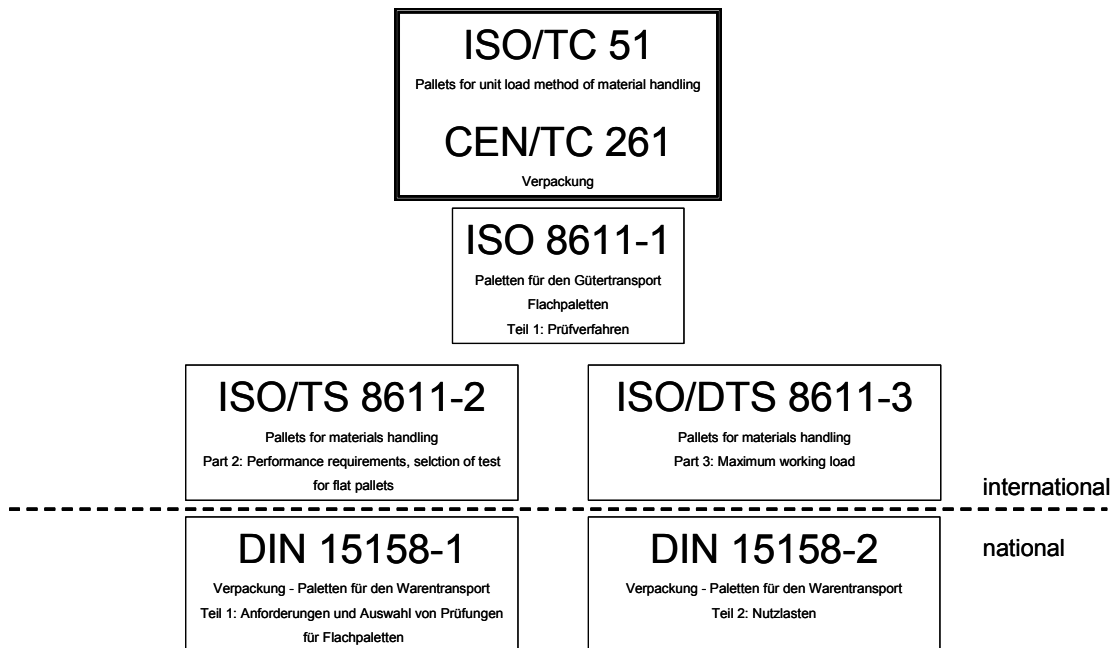 ISO/TC 51
Pallets for unit load method of material handling
CEN/TC 261
Verpackung
ISO 8611-1
Paletten für den Gütertransport
Flachpaletten
Teil 1: Prüfverfahren
ISO/TS 8611-2
Pallets for materials handling
Part 2: Performance requirements, selction of test
for flat pallets
ISO/DTS 8611-3
Pallets for materials handling
Part 3: Maximum working load
international
DIN 15158-1
Verpackung - Paletten für den Warentransport
Teil 1: Anforderungen und Auswahl von Prüfungen
für Flachpaletten
DIN 15158-2
Verpackung - Paletten für den Warentransport
Teil 2: Nutzlasten
national